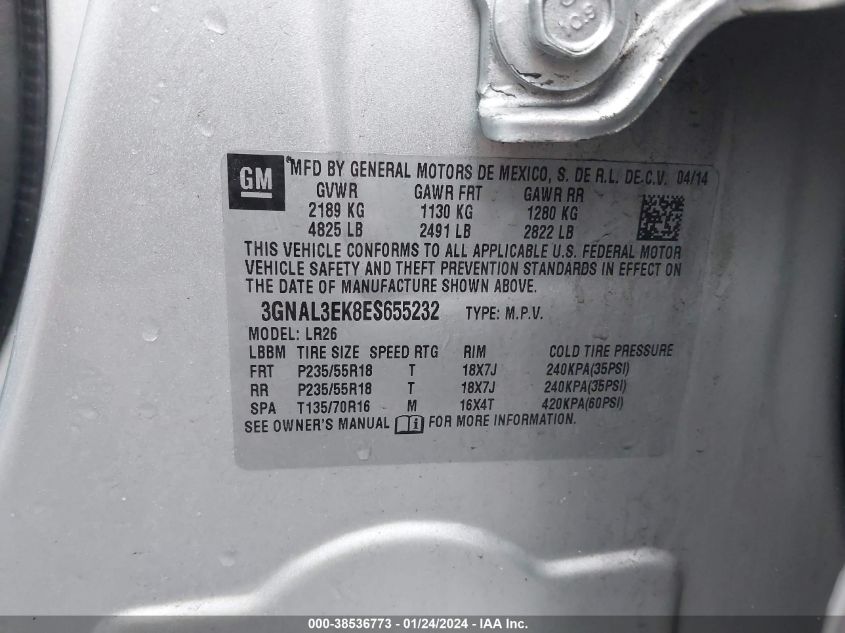 10.9
GM
MFD BY GENERAL MOTORS DE MEXICO, S. DE R.L. DE C.V. 04/14
GVWR GAWR FRT GAWR RR
2189 KG 1130 KG 1280 KG
4825 LB 2491 LB 2822 LB
THIS VEHICLE CONFORMS TO ALL APPLICABLE U.S. FEDERAL MOTOR
VEHICLE SAFETY AND THEFT PREVENTION STANDARDS IN EFFECT ON
THE DATE OF MANUFACTURE SHOWN ABOVE.
3GNAL3EK8ES655232 TYPE: M.P.V.
MODEL: LR26
LBBM TIRE SIZE SPEED RTG RIM COLD TIRE PRESSURE
FRT P235/55R18 T 18X7J 240KPA(35PSI)
RR P235/55R18 T 18X7J 240KPA(35PSI)
SPA T135/70R16 M 16X4T 420KPA(60PSI)
SEE OWNER'S MANUAL FOR MORE INFORMATION.
000-38536773 - 01/24/2024 - IAA Inc.